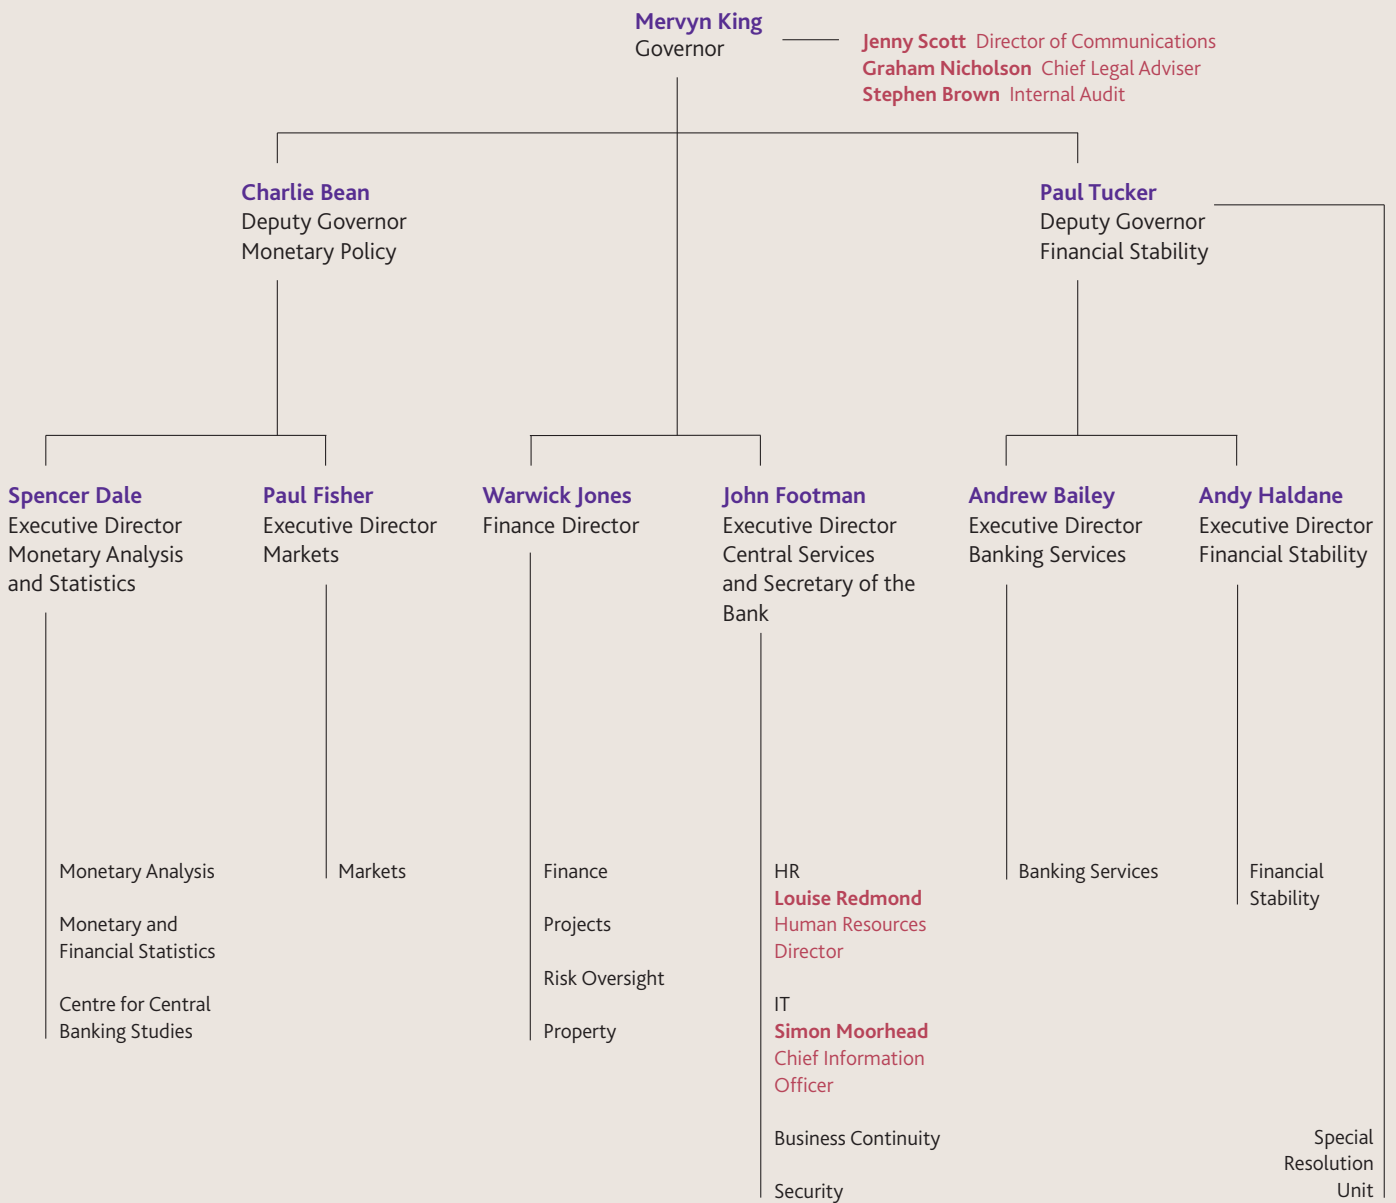 Mervyn King
Governor
Jenny Scott Director of Communications
Graham Nicholson Chief Legal Adviser
Stephen Brown Internal Audit
Charlie Bean
Deputy Governor
Monetary Policy
Paul Tucker
Deputy Governor
Financial Stability
Spencer Dale
Executive Director
Monetary Analysis
and Statistics
Paul Fisher
Executive Director
Markets
Warwick Jones
Finance Director
John Footman
Executive Director
Central Services
and Secretary of the
Bank
Andrew Bailey
Executive Director
Banking Services
Andy Haldane
Executive Director
Financial Stability
Monetary Analysis
Monetary and
Financial Statistics
Centre for Central
Banking Studies
Markets
Finance
Projects
Risk Oversight
Property
HR
Louise Redmond
Human Resources
Director
IT
Simon Moorhead
Chief Information
Officer
Business Continuity
Security
Banking Services
Financial
Stability
Special
Resolution
Unit